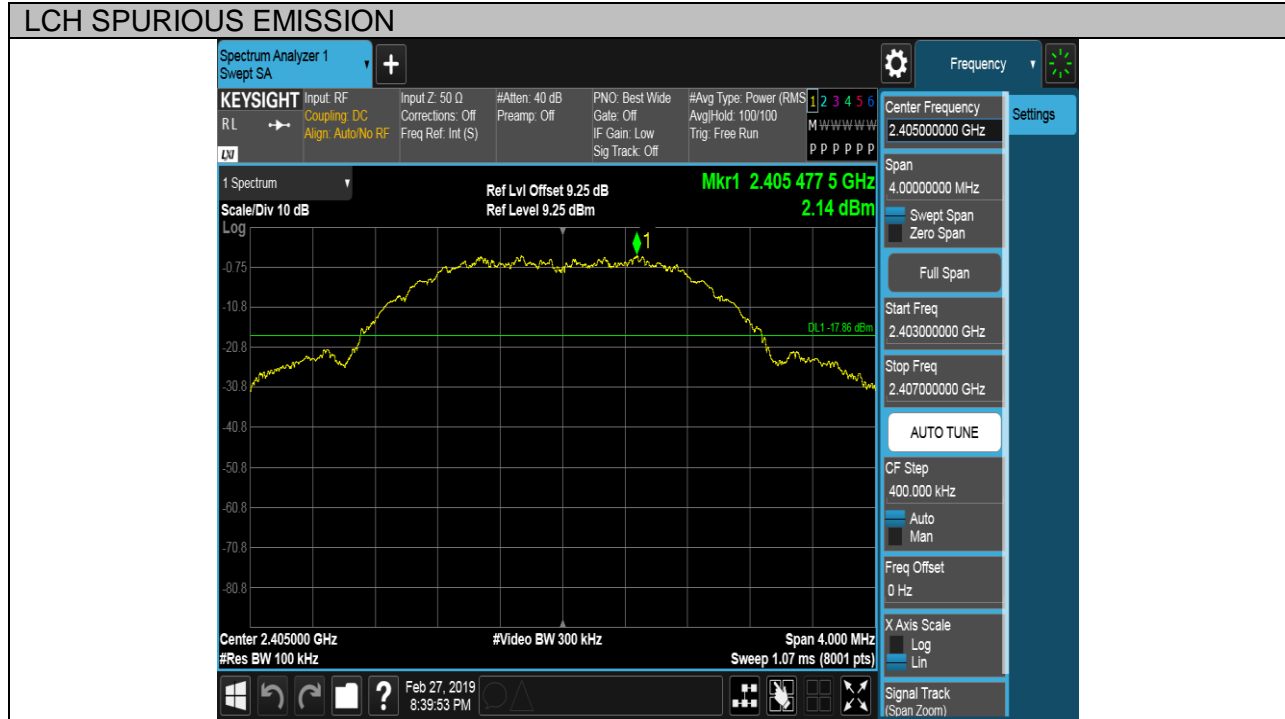 LCH SPURIOUS EMISSION
Spectrum Analyzer 1
Swept SA
Frequency
KEYSIGHT
RL
LXI
Input: RF
Coupling: DC
Align: Auto/No RF
Input Z: 50 Ω
Corrections: Off
Freq Ref: Int (S)
#Atten: 40 dB
Preamp: Off
PNO: Best Wide
Gate: Off
IF Gain: Low
Sig Track: Off
#Avg Type: Power (RMS
Avg|Hold: 100/100
Trig: Free Run
1 2 3 4 5 6
M W W W W W
P P P P P P
1 Spectrum
Scale/Div 10 dB
Log
Ref Lvl Offset 9.25 dB
Ref Level 9.25 dBm
Mkr1 2.405 477 5 GHz
2.14 dBm
1
-0.75
-10.8
-20.8
-30.8
-40.8
-50.8
-60.8
-70.8
-80.8
DL1 -17.86 dBm
Center 2.405000 GHz
#Res BW 100 kHz
#Video BW 300 kHz
Span 4.000 MHz
Sweep 1.07 ms (8001 pts)
Feb 27, 2019
8:39:53 PM
?
Center Frequency
2.405000000 GHz
Settings
Span
4.00000000 MHz
Swept Span
Zero Span
Full Span
Start Freq
2.403000000 GHz
Stop Freq
2.407000000 GHz
AUTO TUNE
CF Step
400.000 kHz
Auto
Man
Freq Offset
0 Hz
X Axis Scale
Log
Lin
Signal Track
(Span Zoom)